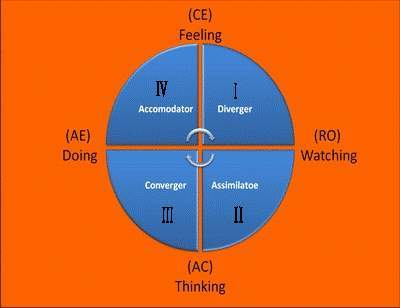 (CE)
Feeling
IV
I
Accomodator
Diverger
(AE)
Doing
(RO)
Watching
Converger
Assimilatoe
III
II
(AC)
Thinking